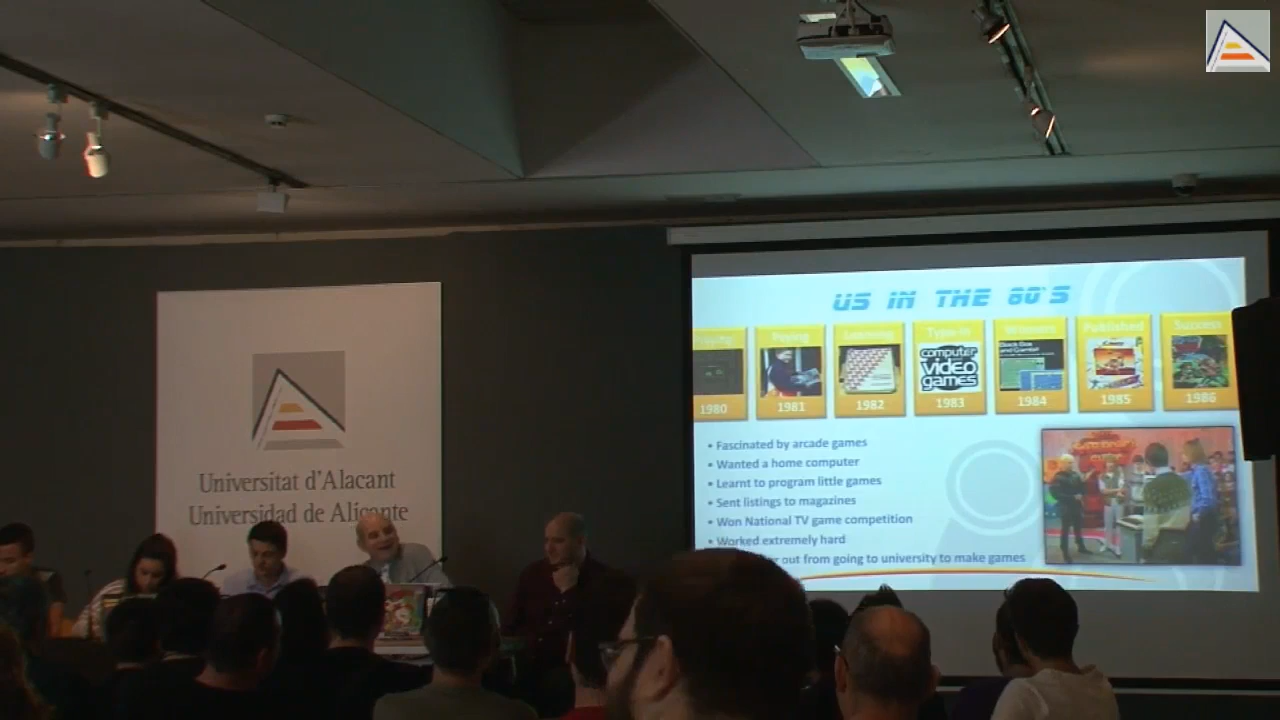 US IN THE 80'S
Playing
Learning
Type-In
Winners
Published
Success
computer
video
games
1980
1981
1982
1983
1984
1985
1986
• Fascinated by arcade games
• Wanted a home computer
• Learnt to program little games
• Sent listings to magazines
• Won National TV game competition
• Worked extremely hard
out from going to university to make games
Universitat d'Alacant
Universidad de Alicante